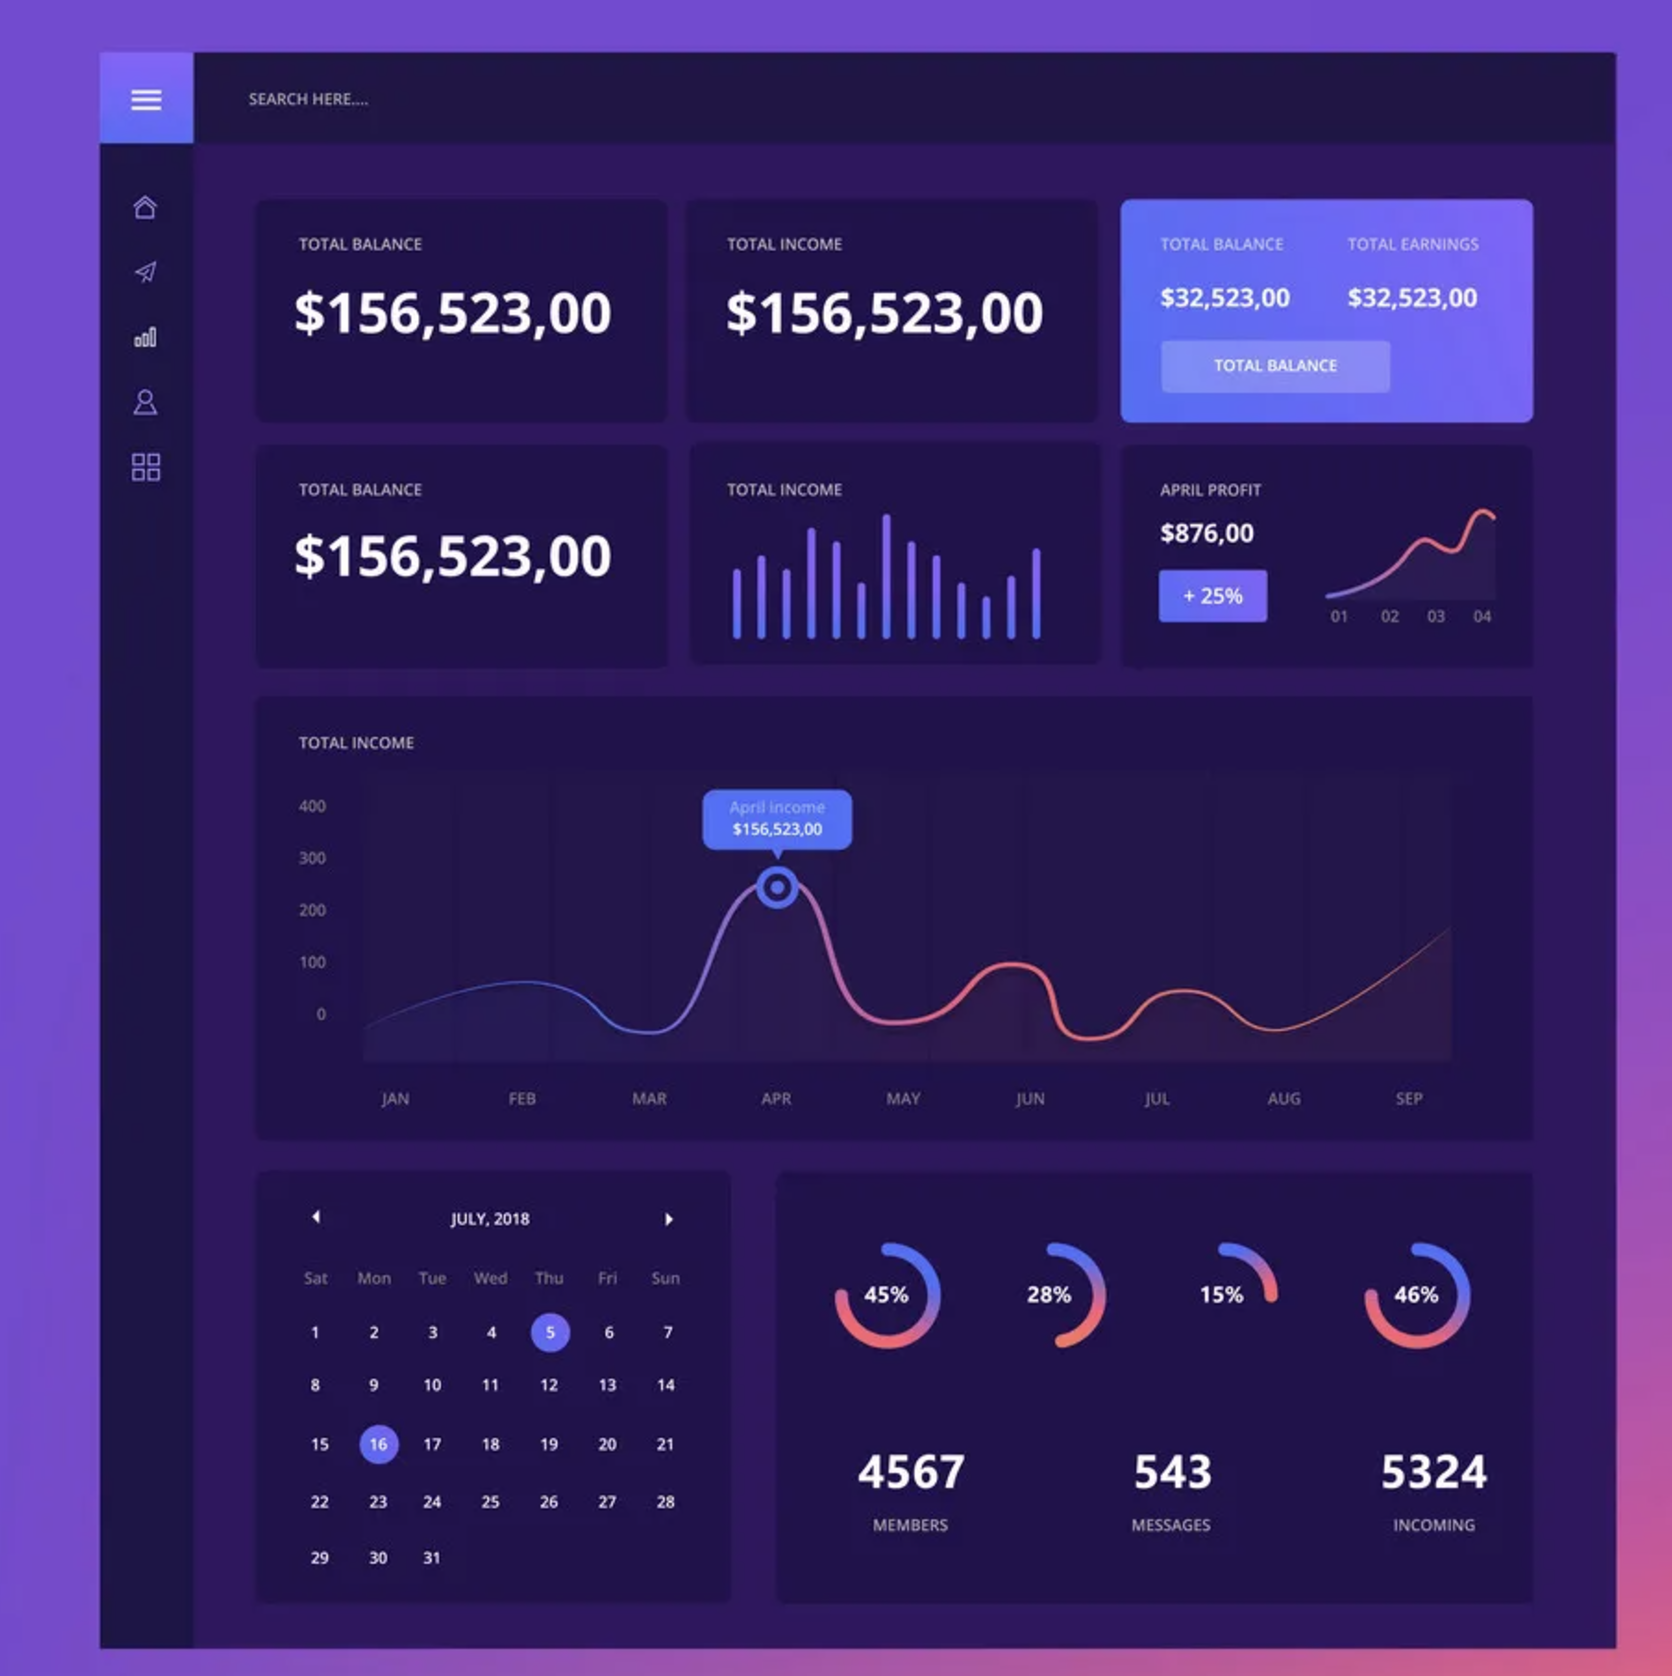 SEARCH HERE....
TOTAL BALANCE
$156,523,00
TOTAL INCOME
$156,523,00
TOTAL BALANCE TOTAL EARNINGS
$32,523,00 $32,523,00
TOTAL BALANCE
TOTAL BALANCE
$156,523,00
TOTAL INCOME
APRIL PROFIT
$876,00
+ 25%
01 02 03 04
TOTAL INCOME
400
300
200
100
0
April income
$156,523,00
JAN FEB MAR APR MAY JUN JUL AUG SEP
JULY, 2018
Sat Mon Tue Wed Thu Fri Sun
1 2 3 4 5 6 7
8 9 10 11 12 13 14
15 16 17 18 19 20 21
22 23 24 25 26 27 28
29 30 31
45% 28% 15% 46%
4567 543 5324
MEMBERS MESSAGES INCOMING